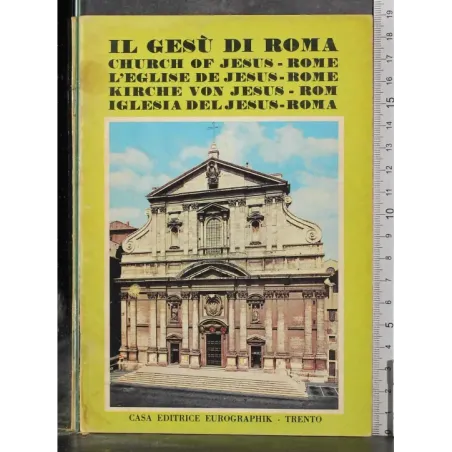 IL GESÙ DI ROMA
CHURCH OF JESUS - ROME
L'EGLISE DE JESUS - ROME
KIRCHE VON JESUS - ROM
IGLESIA DEL JESUS - ROMA
CASA EDITRICE EUROGRAPHIK - TRENTO